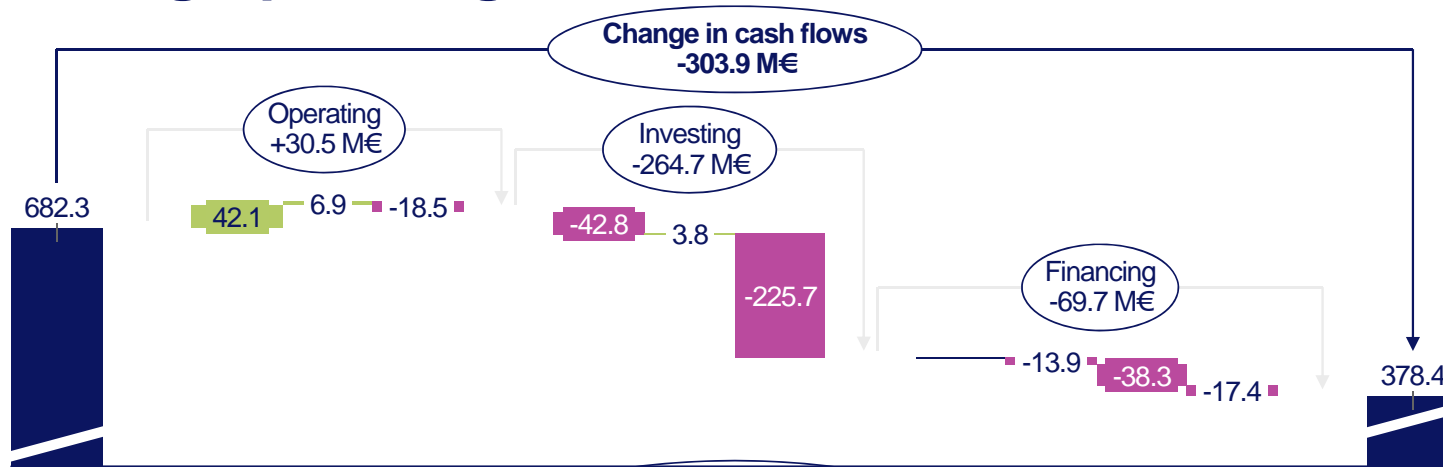 Change in cash flows
-303.9 M€
Operating
+30.5 M€
Investing
-264.7 M€
682.3
42.1
6.9
-18.5
-42.8
3.8
-225.7
Financing
-69.7 M€
-13.9
-38.3
-17.4
378.4